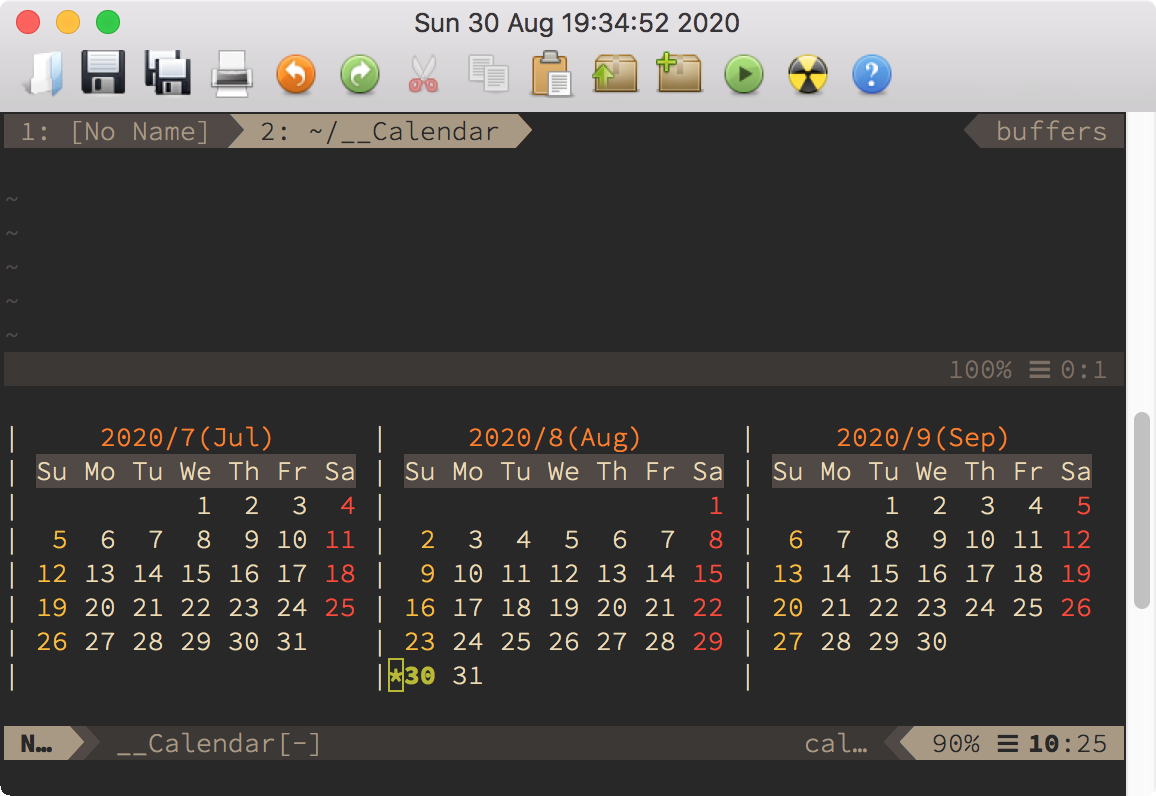 Sun 30 Aug 19:34:52 2020
1: [No Name] 2: ~/__Calendar buffers
~
~
~
~
~
100% ☰ 0:1
| 2020/7(Jul) | 2020/8(Aug) | 2020/9(Sep)
| Su Mo Tu We Th Fr Sa | Su Mo Tu We Th Fr Sa | Su Mo Tu We Th Fr Sa
| 1 2 3 4 | 1 | 1 2 3 4 5
| 5 6 7 8 9 10 11 | 2 3 4 5 6 7 8 | 6 7 8 9 10 11 12
| 12 13 14 15 16 17 18 | 9 10 11 12 13 14 15 | 13 14 15 16 17 18 19
| 19 20 21 22 23 24 25 | 16 17 18 19 20 21 22 | 20 21 22 23 24 25 26
| 26 27 28 29 30 31 | 23 24 25 26 27 28 29 | 27 28 29 30
| |*30 31 |
N… __Calendar[-] cal… 90% ☰ 10:25